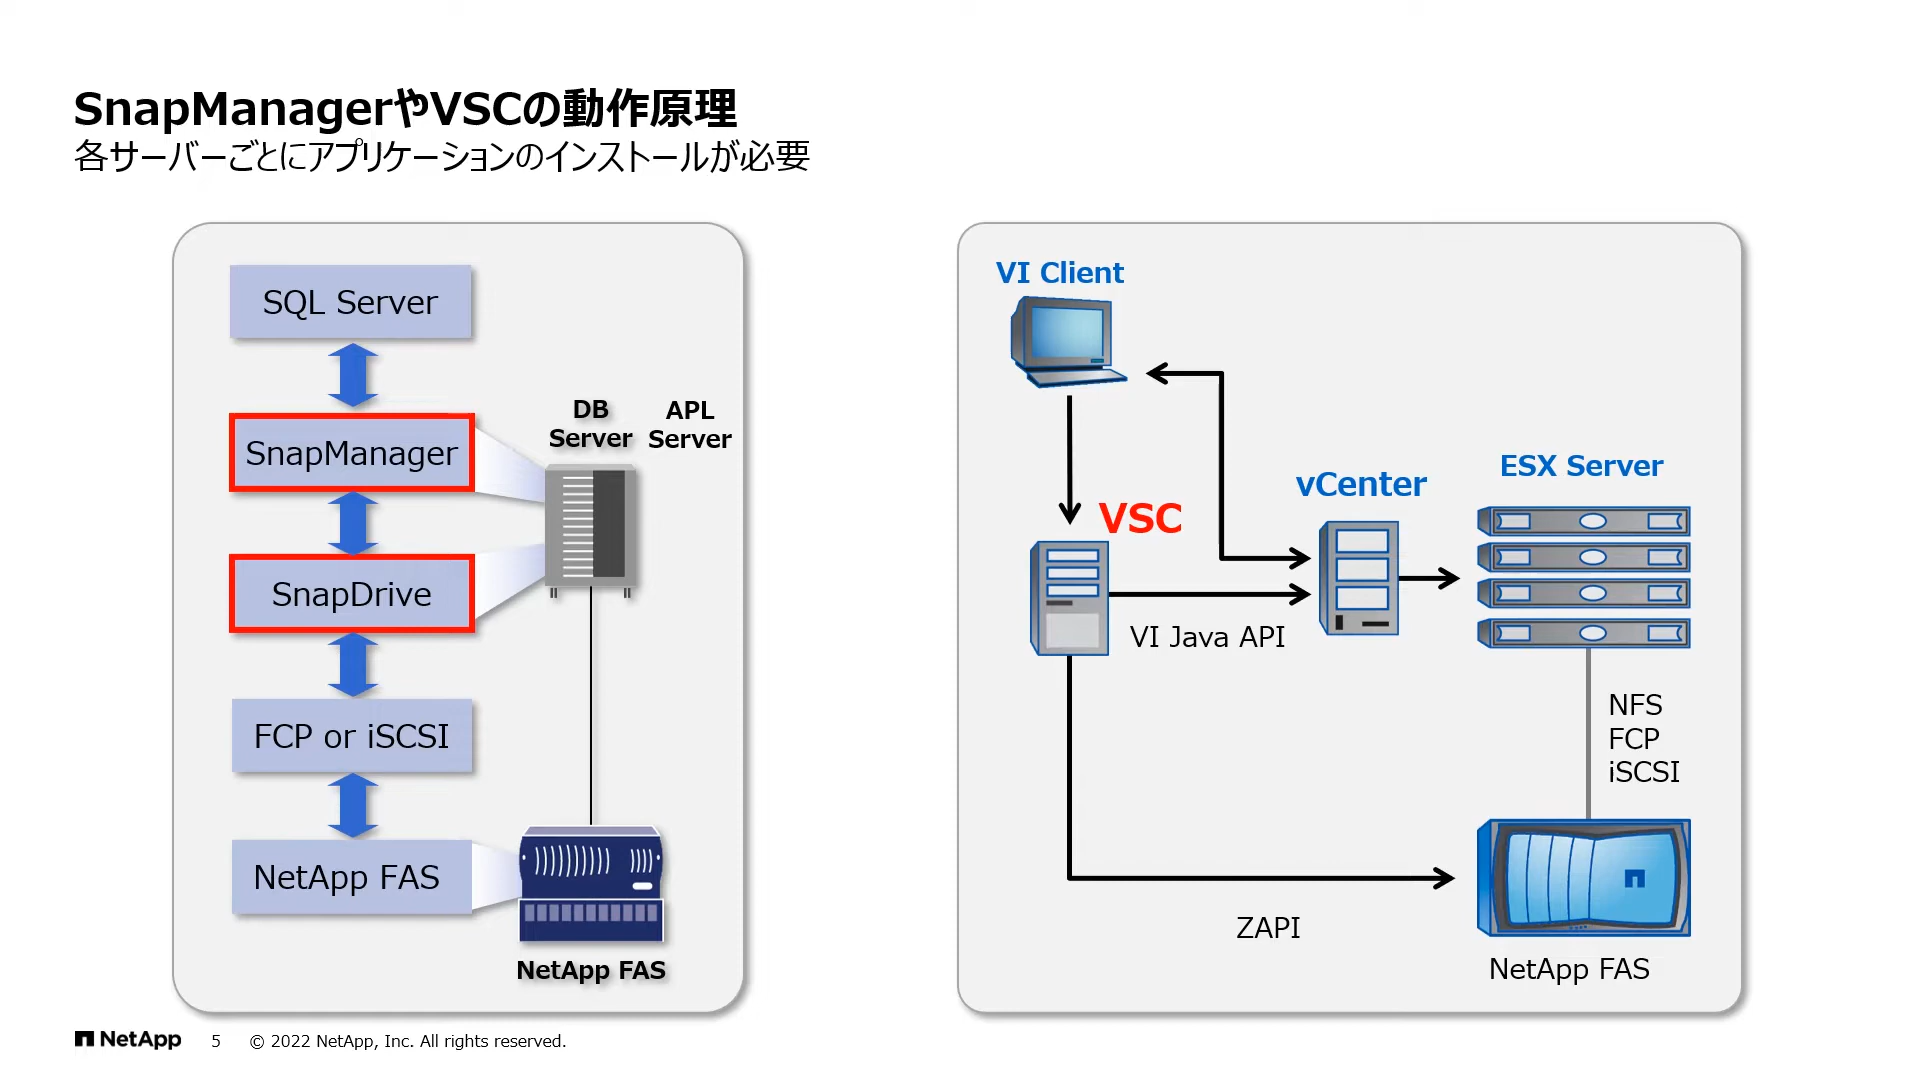 SnapManagerやVSCの動作原理
各サーバーごとにアプリケーションのインストールが必要
SQL Server
SnapManager
SnapDrive
FCP or iSCSI
NetApp FAS
DB
Server
APL
Server
NetApp FAS
VI Client
VSC
vCenter
ESX Server
VI Java API
NFS
FCP
iSCSI
ZAPI
NetApp FAS
NetApp
5
© 2022 NetApp, Inc. All rights reserved.